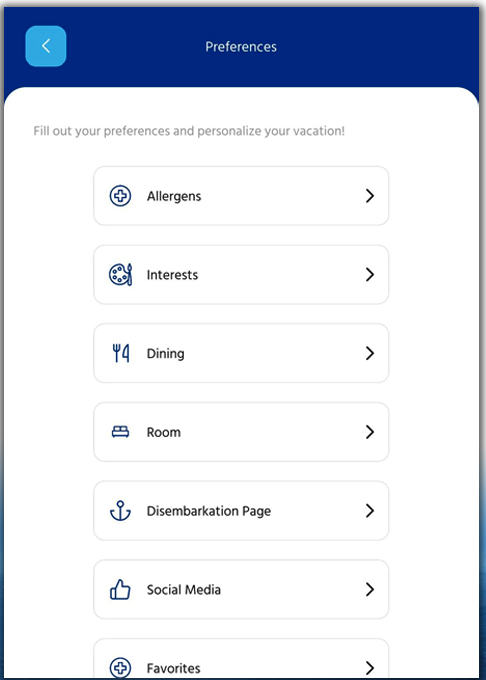 Preferences
Fill out your preferences and personalize your vacation!
Allergens
Interests
Dining
Room
Disembarkation Page
Social Media
Favorites